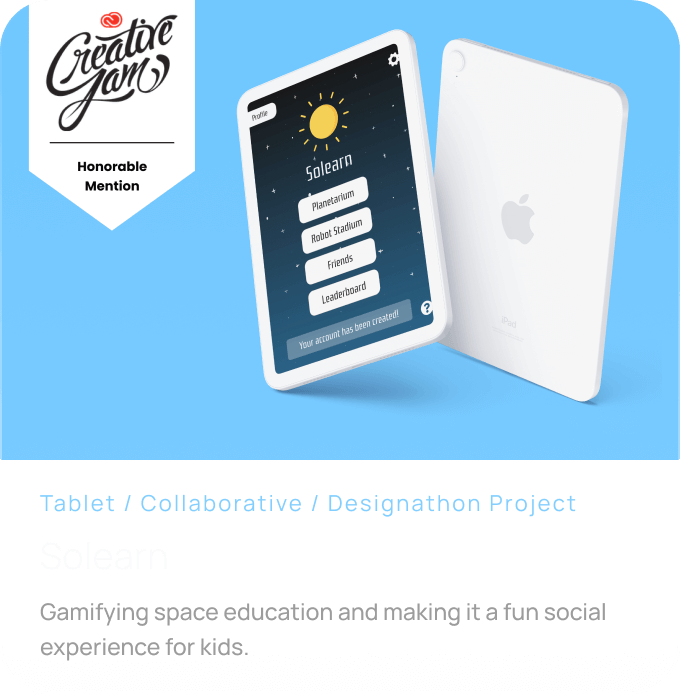 Creative
Jam
Honorable
Mention
Profile
Solearn
Planetarium
Robot Stadium
Friends
Leaderboard
?
Your account has been created!
iPad
Tablet / Collaborative / Designathon Project
Solearn
Gamifying space education and making it a fun social
experience for kids.